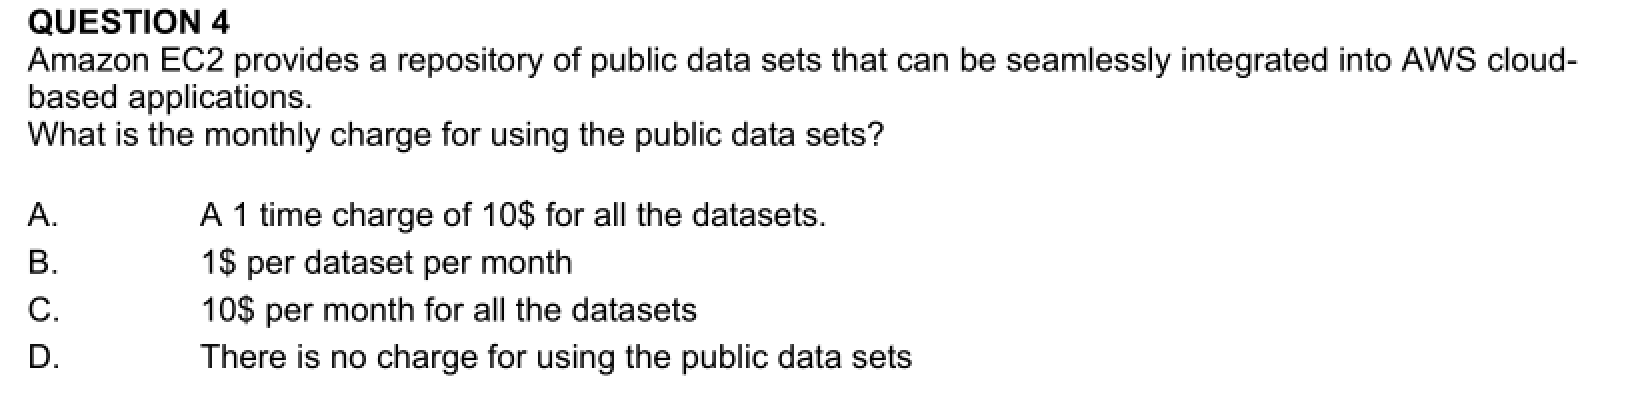 QUESTION 4
Amazon EC2 provides a repository of public data sets that can be seamlessly integrated into AWS cloud-
based applications.
What is the monthly charge for using the public data sets?
A. A 1 time charge of 10$ for all the datasets.
B. 1$ per dataset per month
C. 10$ per month for all the datasets
D. There is no charge for using the public data sets